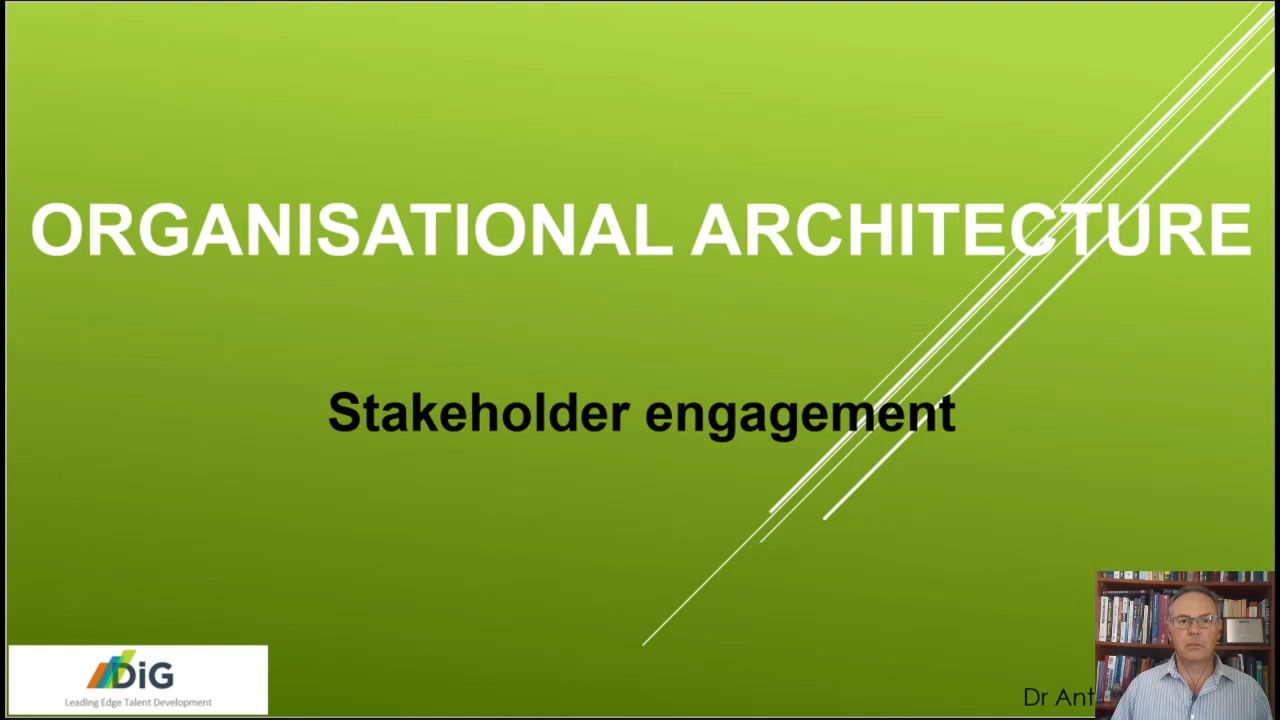 ORGANISATIONAL ARCHITECTURE
Stakeholder engagement
DiG
Leading Edge Talent Development
Dr Ant